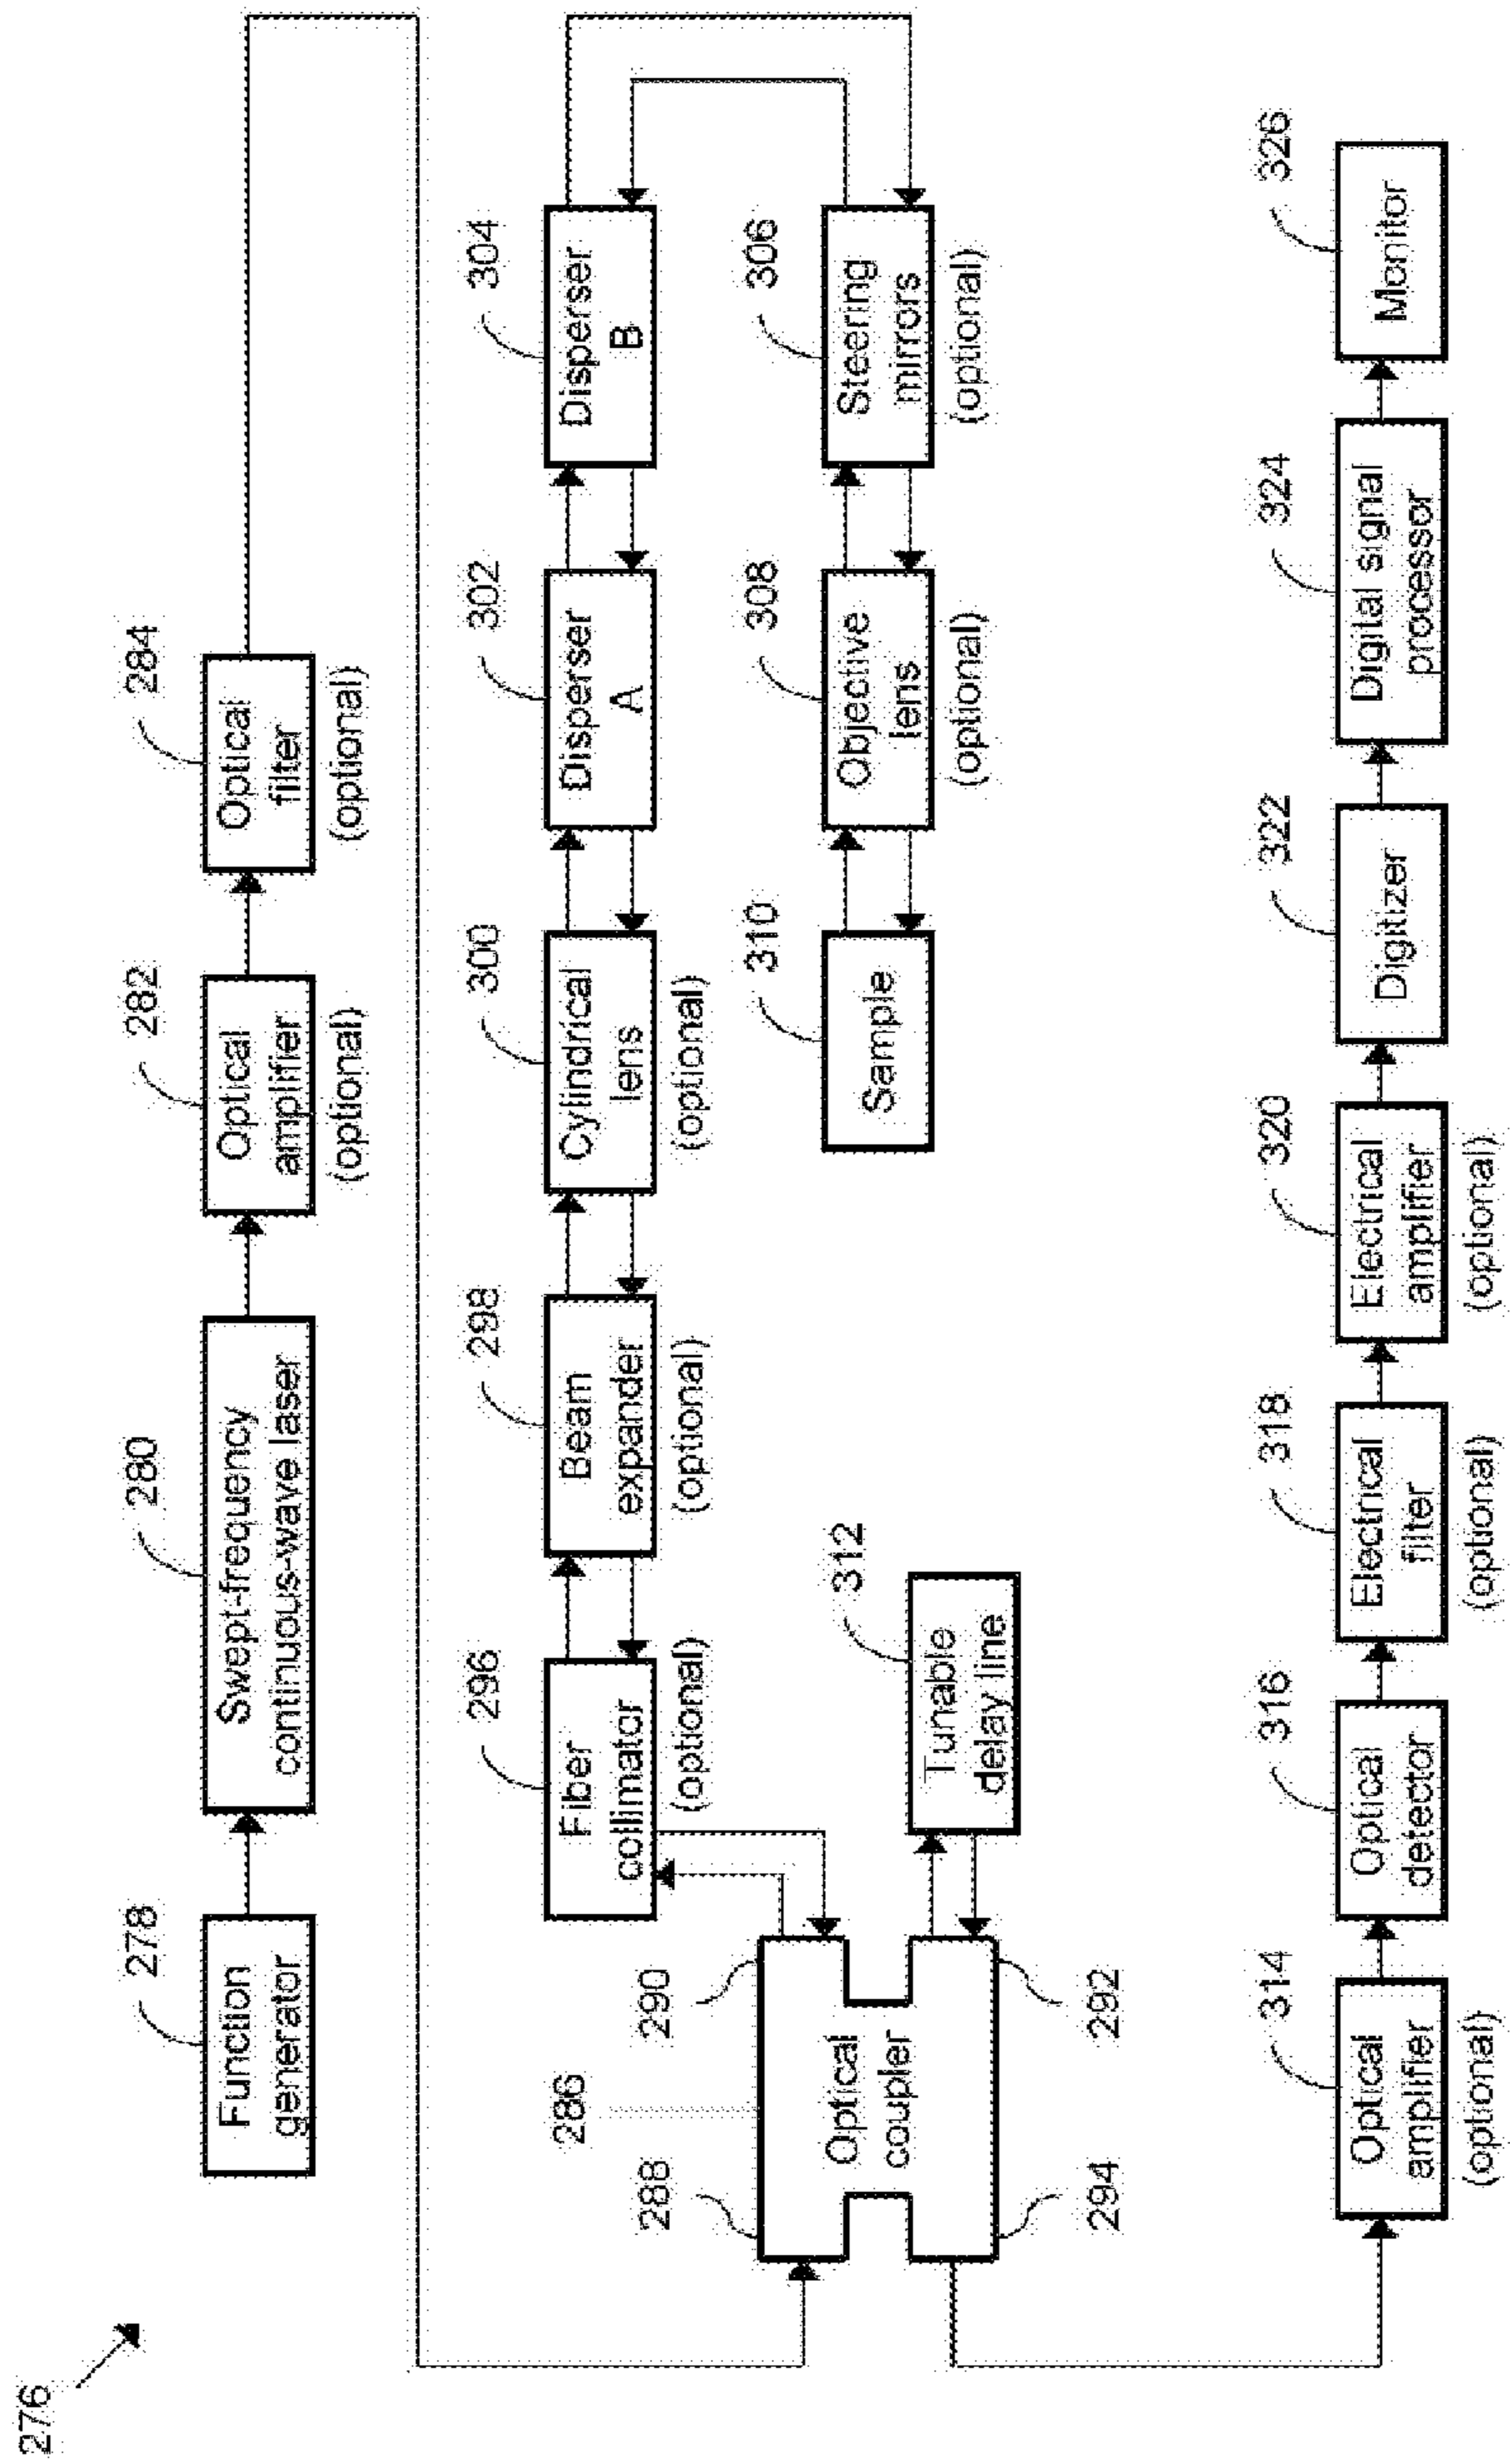 276
278
280
282
284
Function
generator
Swept-frequency
continuous-wave laser
Optical
amplifier
(optional)
Optical
filter
(optional)
296
298
300
302
304
Fiber
collimator
(optional)
Beam
expander
(optional)
Cylindrical
lens
(optional)
Disperser
A
Disperser
B
286
288
290
Optical
coupler
294
292
312
Tunable
delay line
310
308
306
Sample
Objective
lens
(optional)
Steering
mirrors
(optional)
314
316
318
320
322
324
326
Optical
amplifier
(optional)
Optical
detector
Electrical
filter
(optional)
Electrical
amplifier
(optional)
Digitizer
Digital signal
processor
Monitor